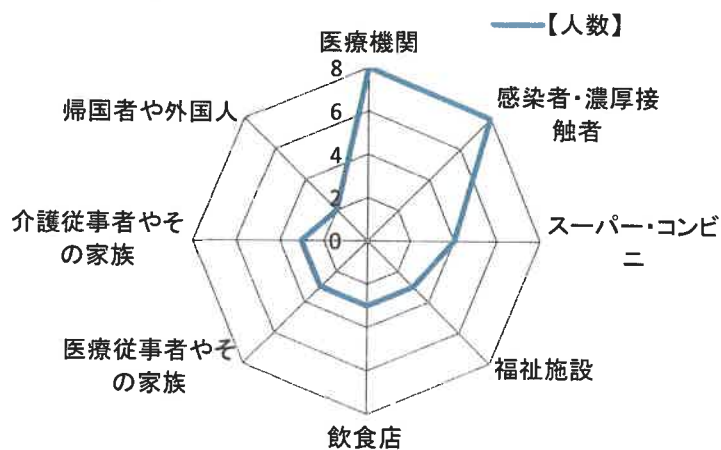 【人数】
医療機関
8
6
4
2
0
感染者・濃厚接
触者
スーパー・コンビ
ニ
福祉施設
飲食店
医療従事者やそ
の家族
介護従事者やそ
の家族
帰国者や外国人